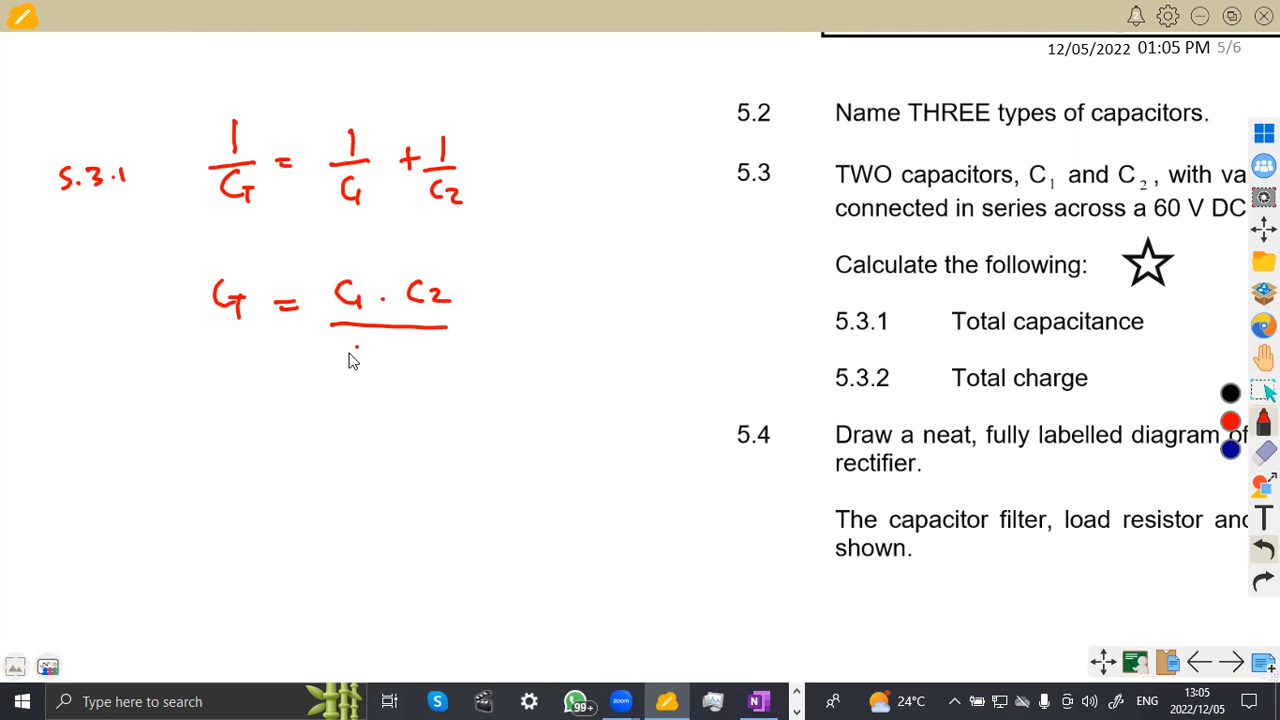 12/05/2022 01:05 PM 5/6
5.3.1 1/CT = 1/C1 + 1/C2
CT = C1 . C2
5.2 Name THREE types of capacitors.
5.3 TWO capacitors, C1 and C2, with va
connected in series across a 60 V DC
Calculate the following:
5.3.1 Total capacitance
5.3.2 Total charge
5.4 Draw a neat, fully labelled diagram of
rectifier.
The capacitor filter, load resistor and
shown.
T
Type here to search
99+
24°C
ENG
13:05
2022/12/05